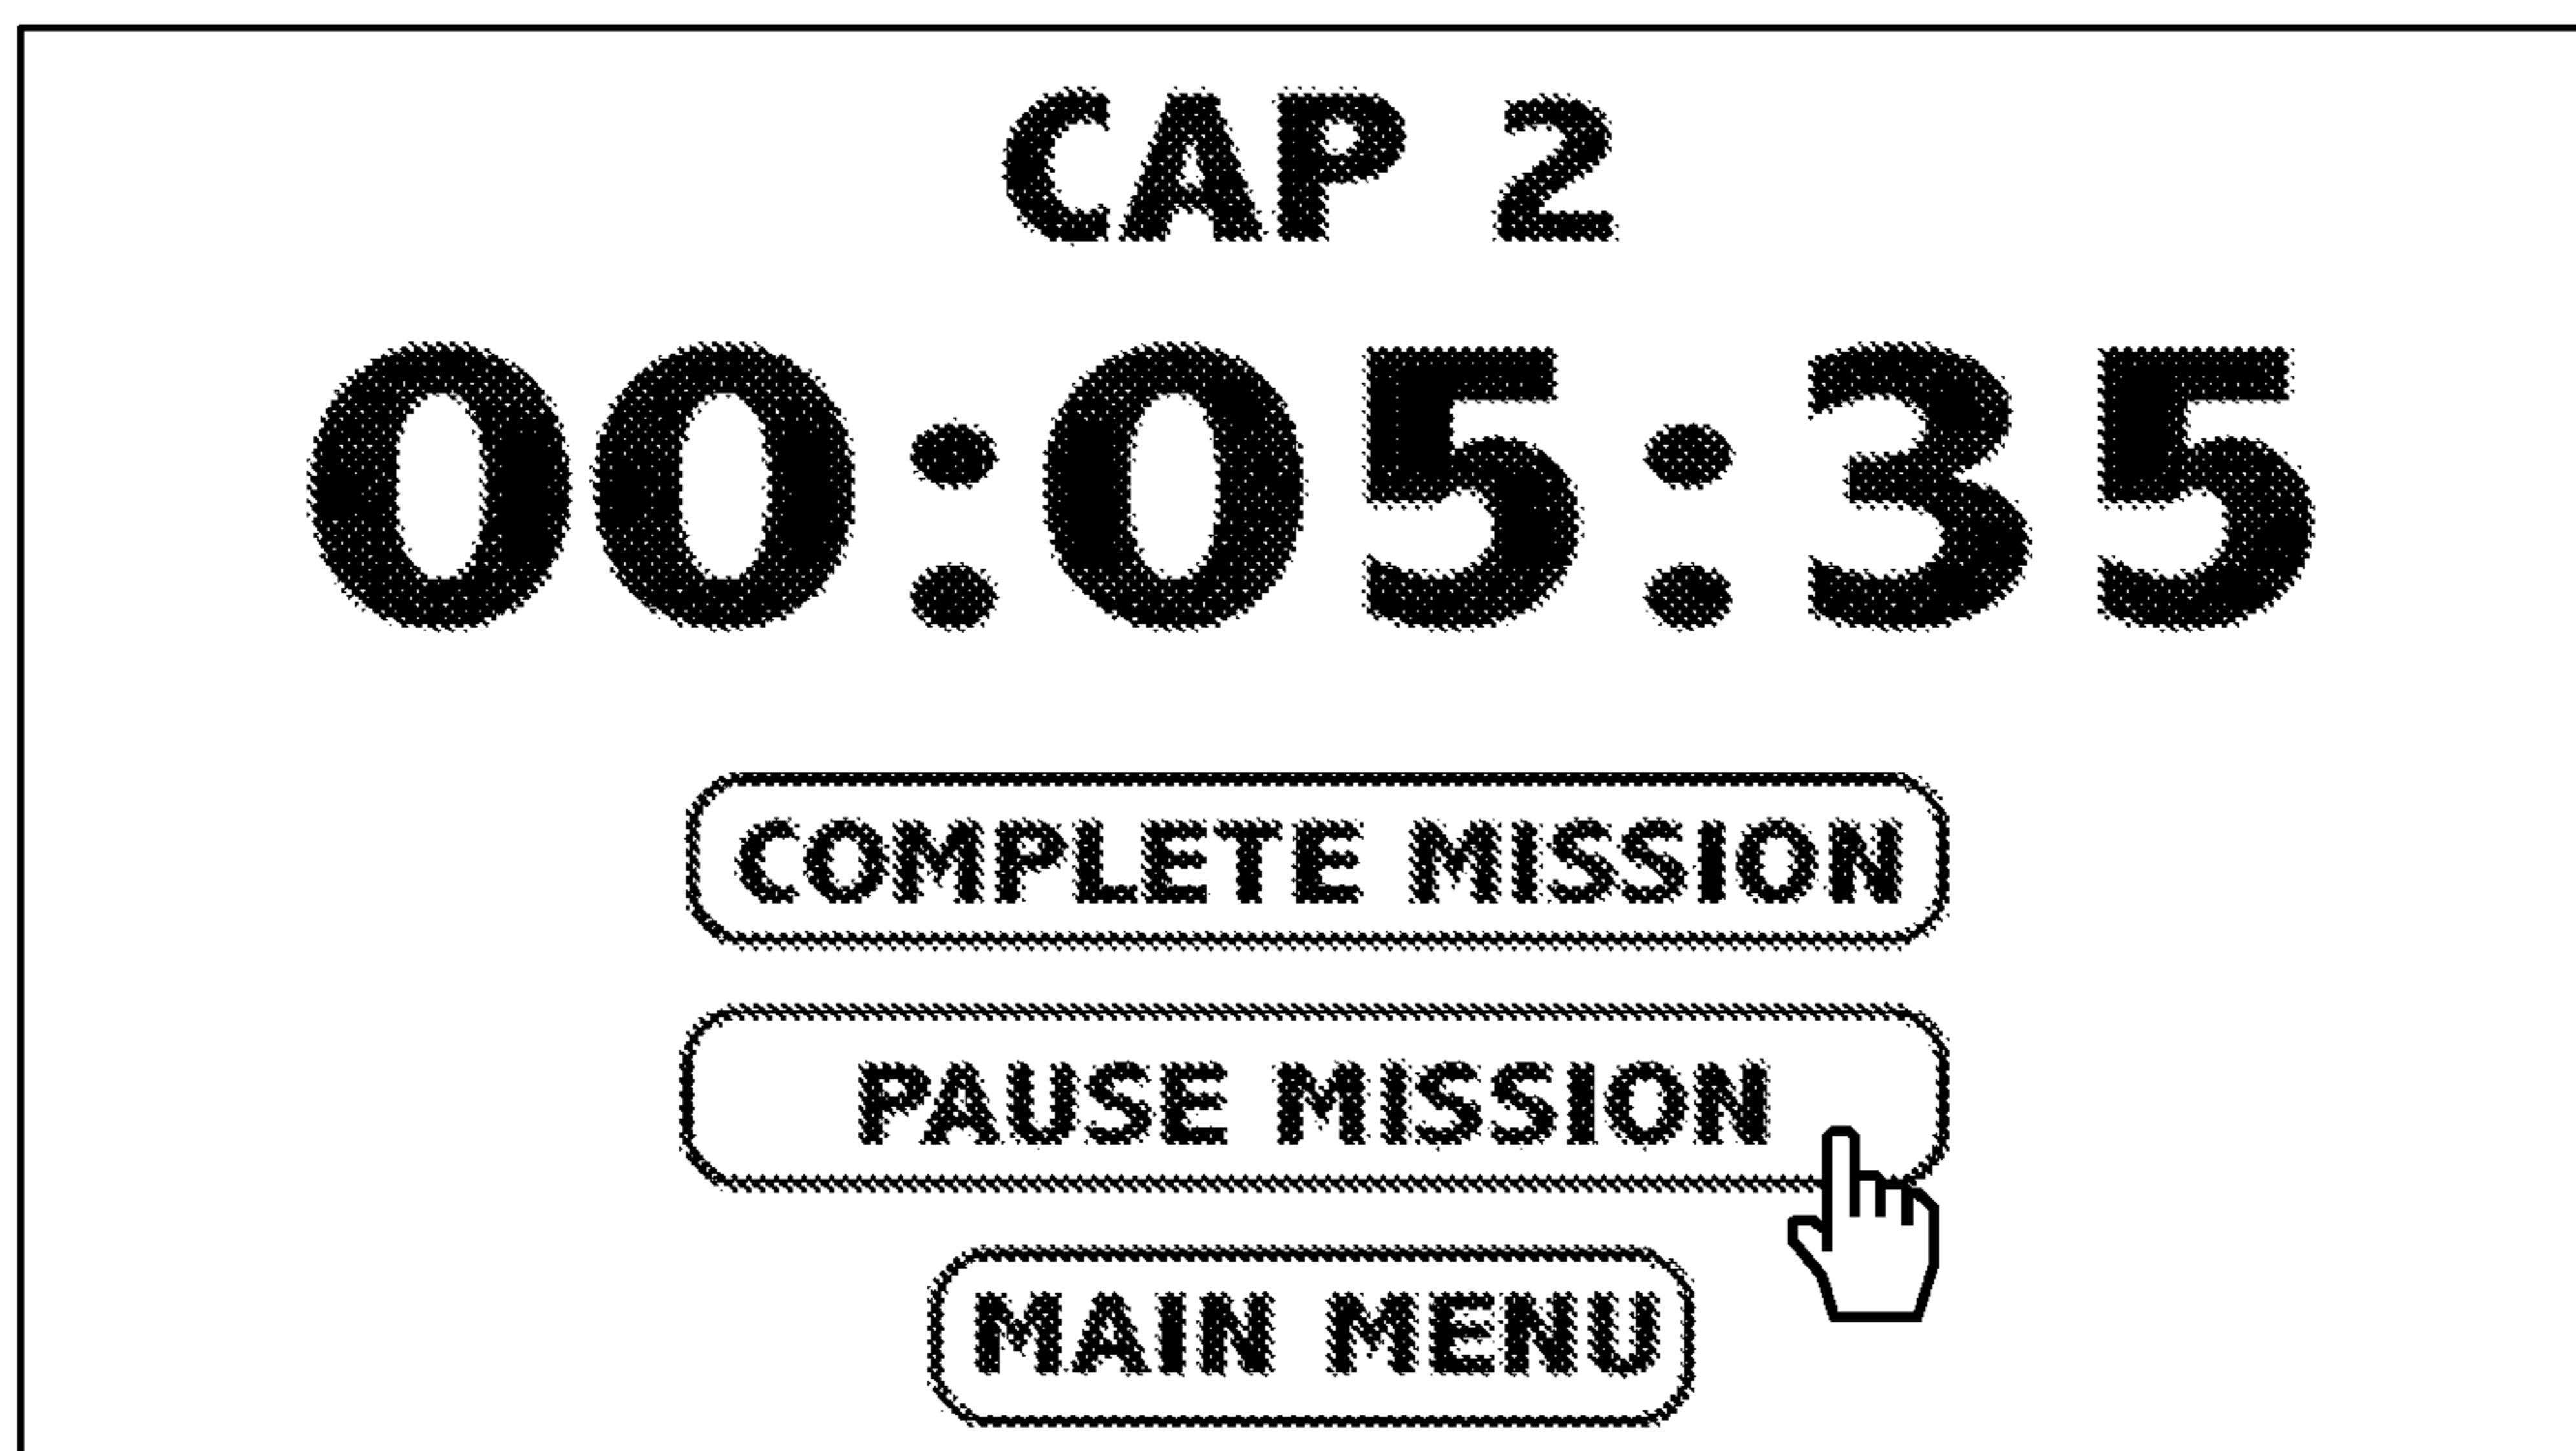 CAP 2
00:05:35
COMPLETE MISSION
PAUSE MISSION
MAIN MENU